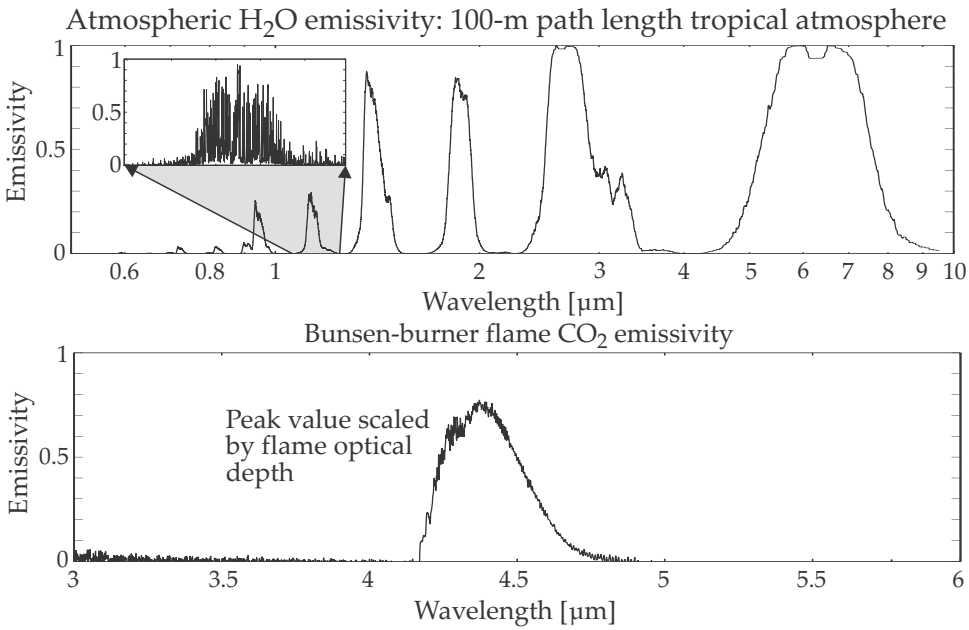 Atmospheric H₂O emissivity: 100-m path length tropical atmosphere
1
0.5
0
Emissivity
1
0.5
0
0.6 0.8 1 2 3 4 5 6 7 8 9 10
Wavelength [µm]
Bunsen-burner flame CO₂ emissivity
1
0.5
0
Emissivity
Peak value scaled
by flame optical
depth
3 3.5 4 4.5 5 5.5 6
Wavelength [µm]